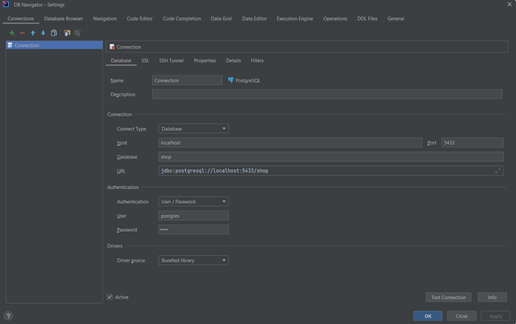 DB Navigator - Settings
Connections Database Browser Navigation Code Editor Code Completion Data Grid Data Editor Execution Engine Operations DDL Files General
Connection
Connection
Database SSL SSH Tunnel Properties Details Filters
Name Connection PostgreSQL
Description
Connection
Connect Type Database
Host localhost Port 5433
Database shop
URL jdbc:postgresql://localhost:5433/shop
Authentication
Authentication User / Password
User postgres
Password ••••
Drivers
Driver source Bundled library
Active
Test Connection Info
? OK Close Apply